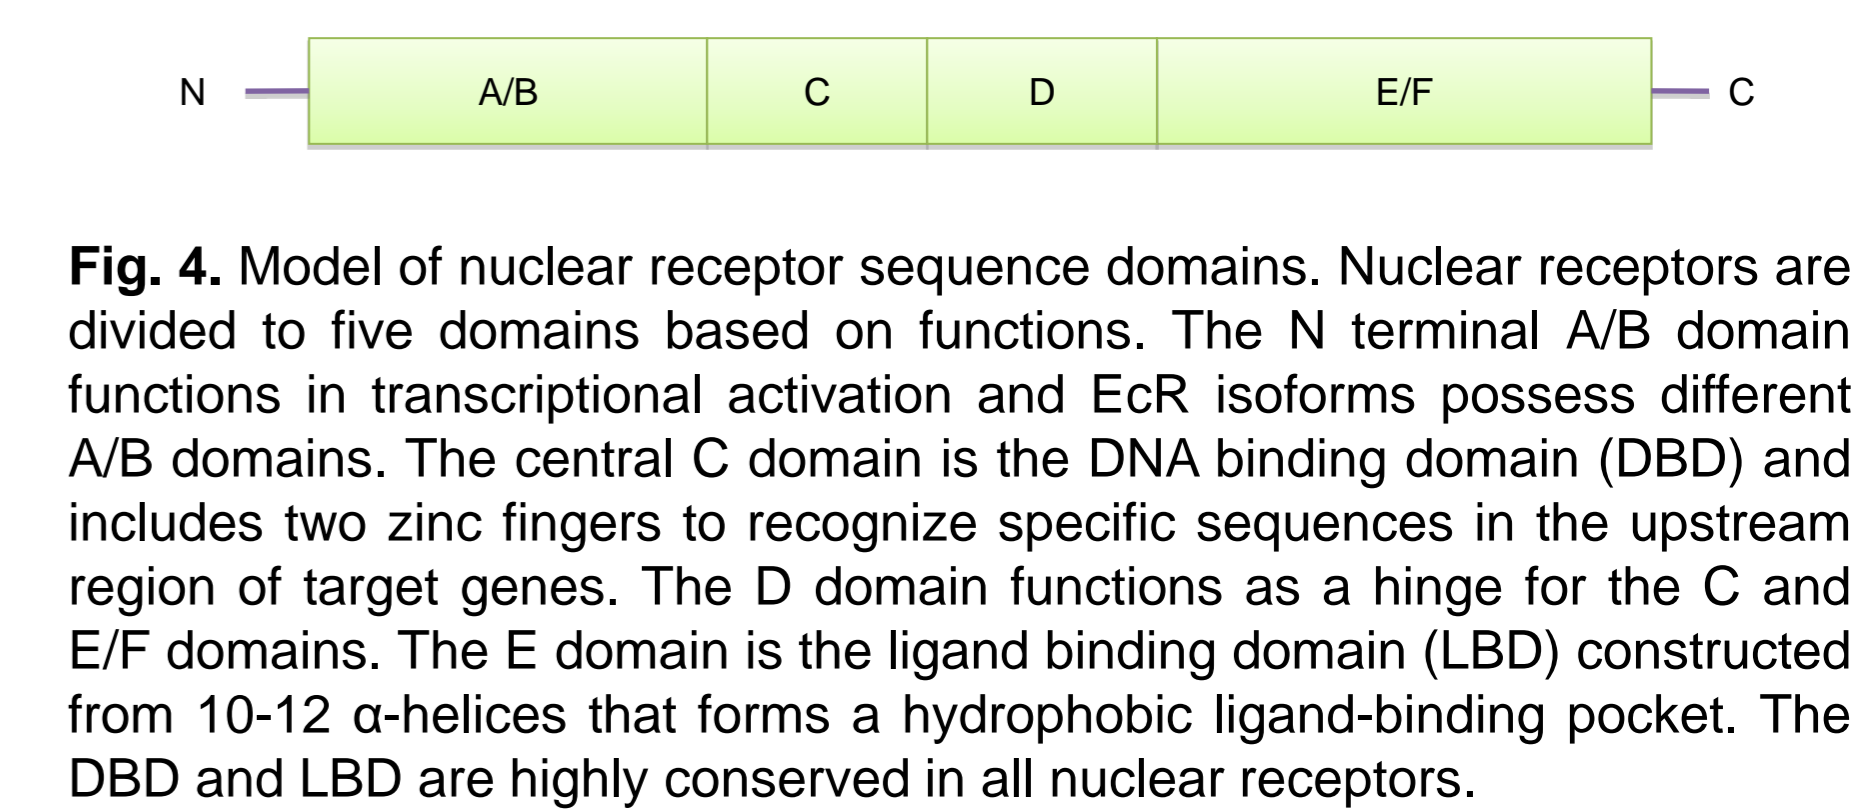 N A/B C D E/F C
Fig. 4. Model of nuclear receptor sequence domains. Nuclear receptors are
divided to five domains based on functions. The N terminal A/B domain
functions in transcriptional activation and EcR isoforms possess different
A/B domains. The central C domain is the DNA binding domain (DBD) and
includes two zinc fingers to recognize specific sequences in the upstream
region of target genes. The D domain functions as a hinge for the C and
E/F domains. The E domain is the ligand binding domain (LBD) constructed
from 10-12 α-helices that forms a hydrophobic ligand-binding pocket. The
DBD and LBD are highly conserved in all nuclear receptors.